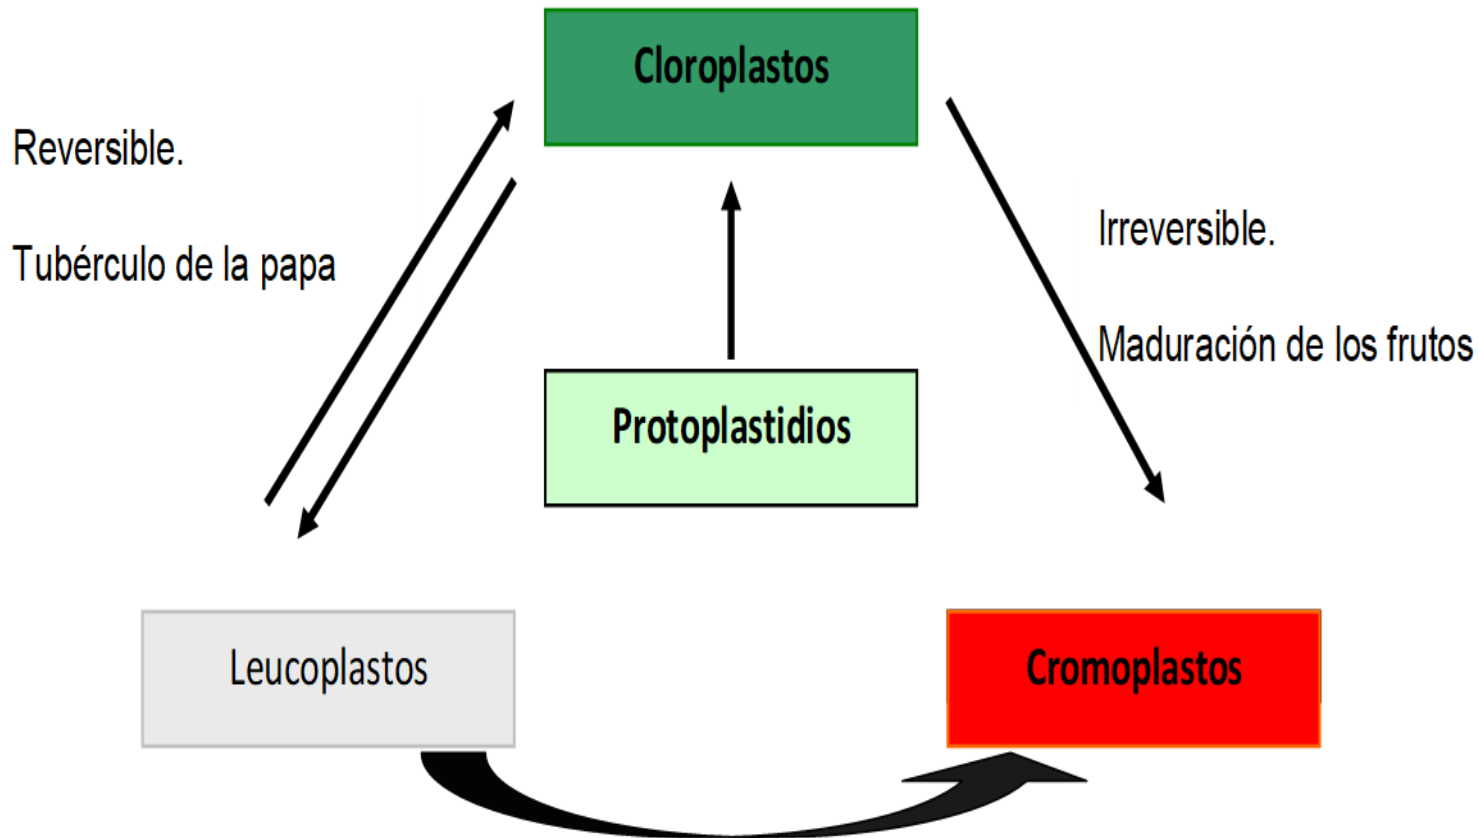 Cloroplastos
Reversible.
Tubérculo de la papa
Irreversible.
Maduración de los frutos
Protoplastidios
Leucoplastos
Cromoplastos